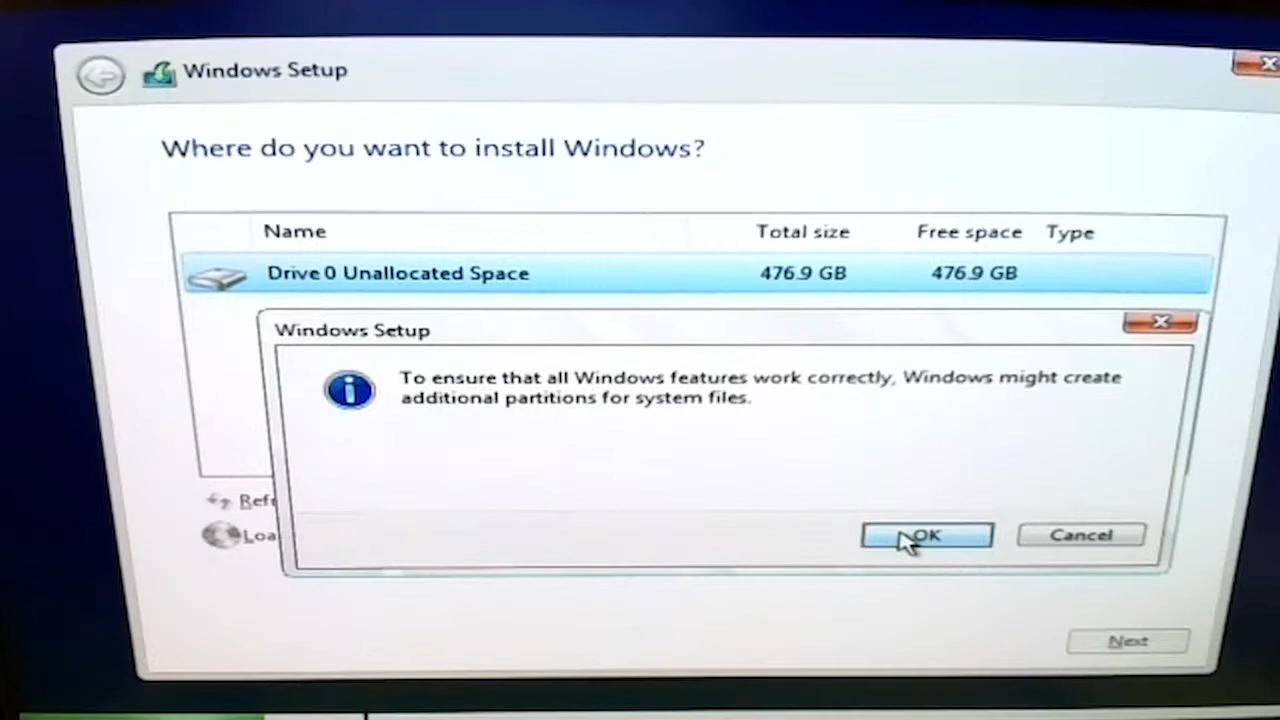 Windows Setup
Where do you want to install Windows?
Name Total size Free space Type
Drive 0 Unallocated Space 476.9 GB 476.9 GB
Windows Setup
To ensure that all Windows features work correctly, Windows might create
additional partitions for system files.
OK Cancel
Next